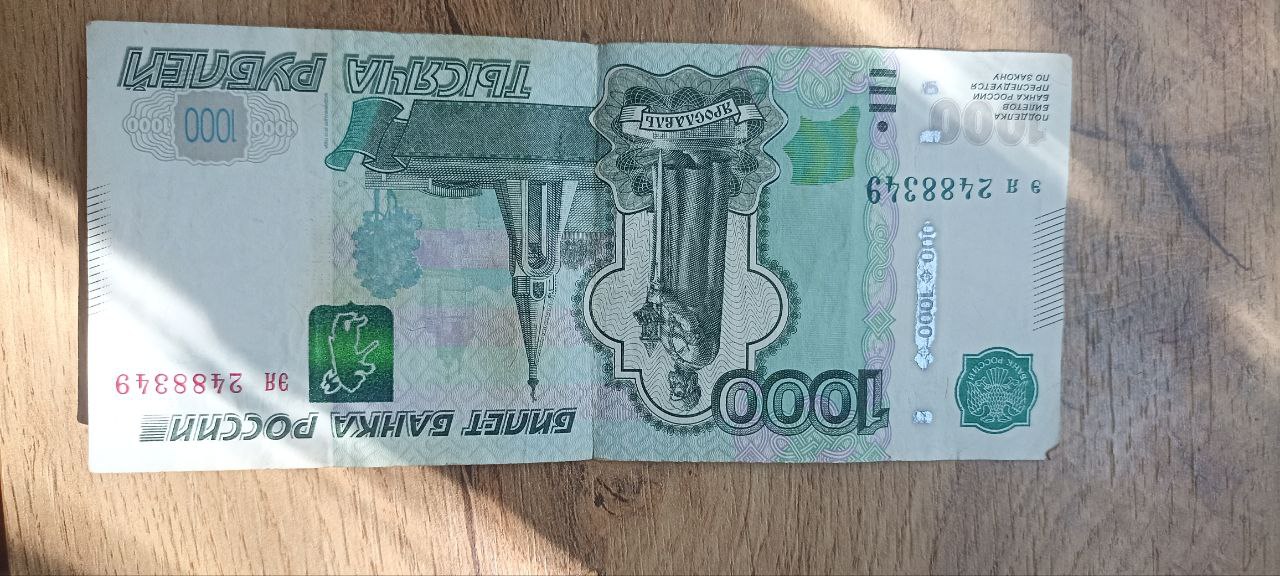 БАНК РОССИИ
1000
БИЛЕТ БАНКА РОССИИ
ЭЯ 2488349
1000
эя 2488349
1000
ПОДДЕЛКА
БИЛЕТОВ
БАНКА РОССИИ
ПРЕСЛЕДУЕТСЯ
ПО ЗАКОНУ
ЯРОСЛАВЛЬ
1000 1000 1000
ТЫСЯЧА РУБЛЕЙ